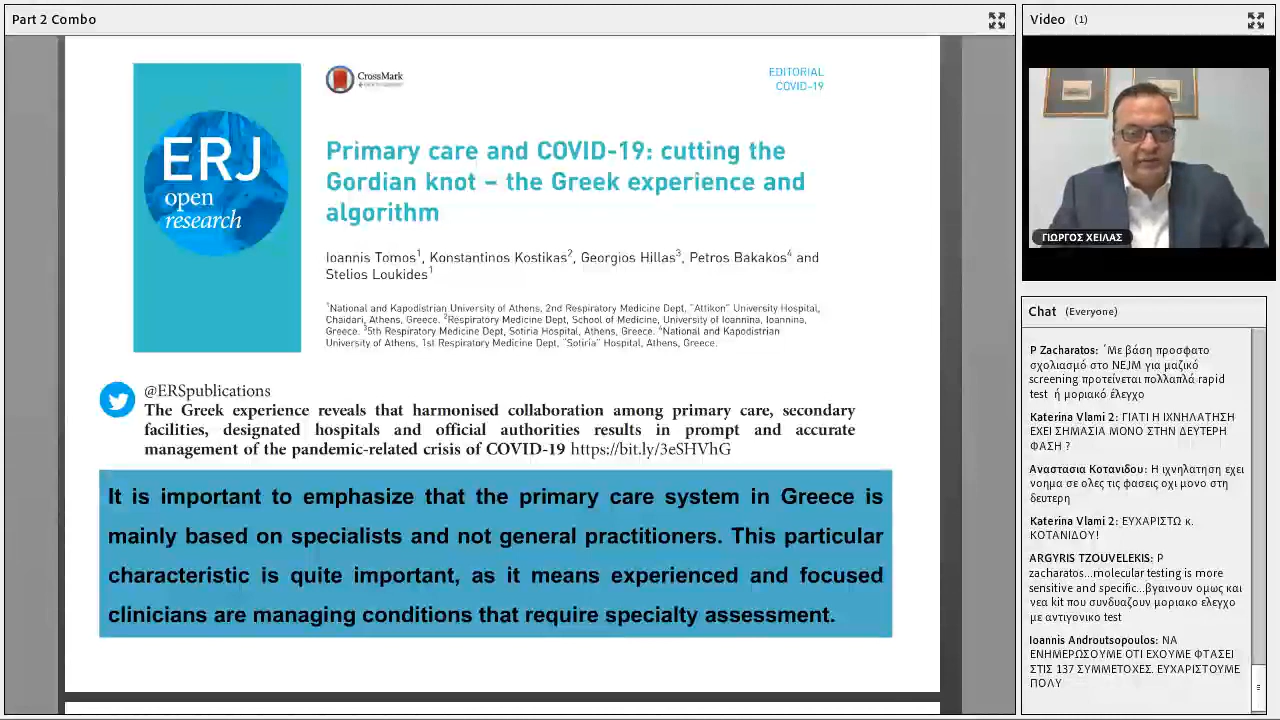 Part 2 Combo
CrossMark
EDITORIAL
COVID-19
ERJ
open
research
Primary care and COVID-19: cutting the
Gordian knot – the Greek experience and
algorithm
Ioannis Tomos1, Konstantinos Kostikas2, Georgios Hillas3, Petros Bakakos4 and
Stelios Loukides1
1National and Kapodistrian University of Athens, 2nd Respiratory Medicine Dept, "Attikon" University Hospital,
Chaidari, Athens, Greece. 2Respiratory Medicine Dept, School of Medicine, University of Ioannina, Ioannina,
Greece. 35th Respiratory Medicine Dept, Sotiria Hospital, Athens, Greece. 4National and Kapodistrian
University of Athens, 1st Respiratory Medicine Dept, "Sotiria" Hospital, Athens, Greece.
@ERSpublications
The Greek experience reveals that harmonised collaboration among primary care, secondary
facilities, designated hospitals and official authorities results in prompt and accurate
management of the pandemic-related crisis of COVID-19 https://bit.ly/3eSHVhG
It is important to emphasize that the primary care system in Greece is
mainly based on specialists and not general practitioners. This particular
characteristic is quite important, as it means experienced and focused
clinicians are managing conditions that require specialty assessment.
Video (1)
ΓΙΩΡΓΟΣ ΧΕΙΛΑΣ
Chat (Everyone)
P Zacharatos: ΄Με βάση προσφατο
σχολιασμό στο NEJM για μαζικό
screening προτείνεται πολλαπλά rapid
test ή μοριακό έλεγχο
Katerina Vlami 2: ΓΙΑΤΙ Η ΙΧΝΗΛΑΤΗΣΗ
ΕΧΕΙ ΣΗΜΑΣΙΑ ΜΟΝΟ ΣΤΗΝ ΔΕΥΤΕΡΗ
ΦΑΣΗ ?
Αναστασια Κοτανιδου: Η ιχνηλατηση εχει
νοημα σε ολες τις φασεις οχι μονο στη
δευτερη
Katerina Vlami 2: ΕΥΧΑΡΙΣΤΩ κ.
ΚΟΤΑΝΙΔΟΥ!
ARGYRIS TZOUVELEKIS: P
zacharatos...molecular testing is more
sensitive and specific...βγαινουν ομως και
νεα kit που συνδυαζουν μοριακο ελεγχο
με αντιγονικο test
Ioannis Androutsopoulos: ΝΑ
ΕΝΗΜΕΡΩΣΟΥΜΕ ΟΤΙ ΕΧΟΥΜΕ ΦΤΑΣΕΙ
ΣΤΙΣ 137 ΣΥΜΜΕΤΟΧΕΣ. ΕΥΧΑΡΙΣΤΟΥΜΕ
ΠΟΛΥ